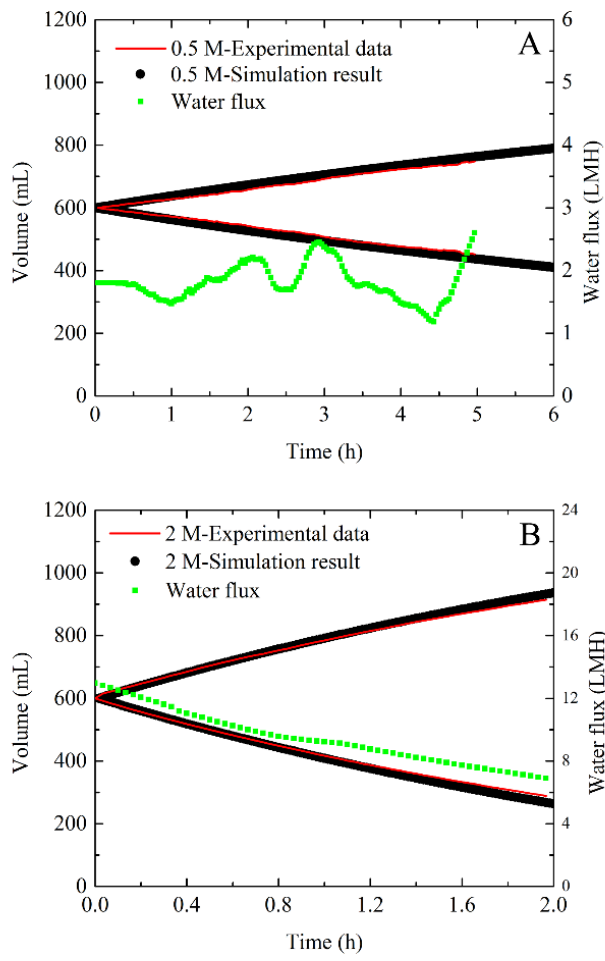 A
0.5 M-Experimental data
0.5 M-Simulation result
Water flux
1200
1000
800
600
400
200
0
Volume (mL)
6
5
4
3
2
1
0
Water flux (LMH)
0 1 2 3 4 5 6
Time (h)
B
2 M-Experimental data
2 M-Simulation result
Water flux
1200
1000
800
600
400
200
0
Volume (mL)
24
20
16
12
8
4
0
Water flux (LMH)
0.0 0.4 0.8 1.2 1.6 2.0
Time (h)